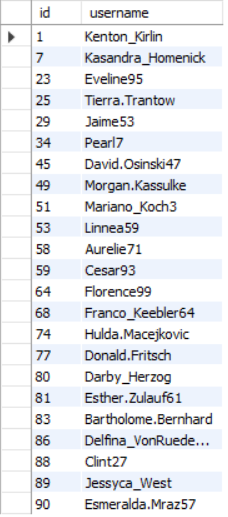 id username
1 Kenton_Kirlin
7 Kasandra_Homenick
23 Eveline95
25 Tierra.Trantow
29 Jaime53
34 Pearl7
45 David.Osinski47
49 Morgan.Kassulke
51 Mariano_Koch3
53 Linnea59
58 Aurelie71
59 Cesar93
64 Florence99
68 Franco_Keebler64
74 Hulda.Macejkovic
77 Donald.Fritsch
80 Darby_Herzog
81 Esther.Zulauf61
83 Bartholome.Bernhard
86 Delfina_VonRuede...
88 Clint27
89 Jessyca_West
90 Esmeralda.Mraz57